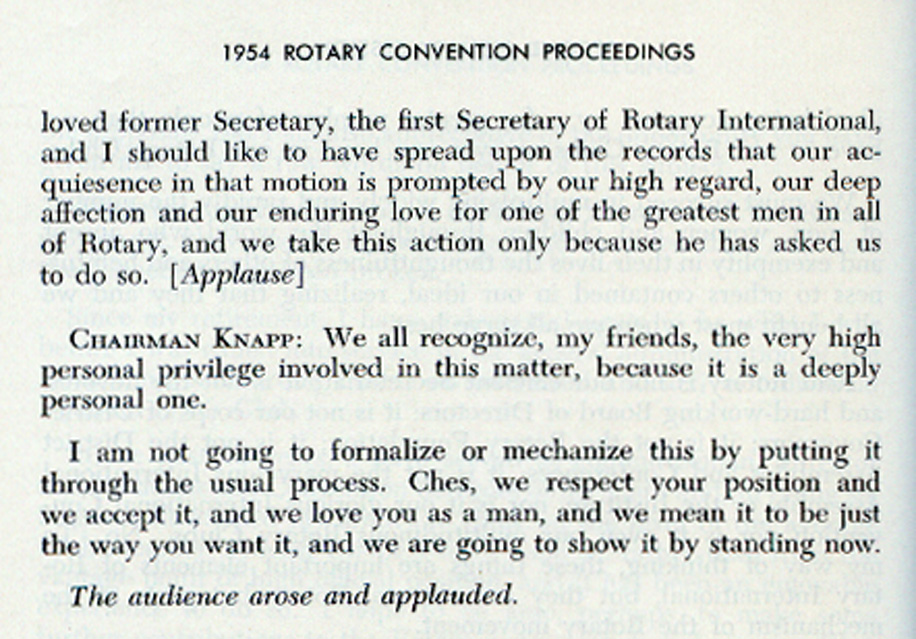 1954 ROTARY CONVENTION PROCEEDINGS
loved former Secretary, the first Secretary of Rotary International,
and I should like to have spread upon the records that our ac-
quiesence in that motion is prompted by our high regard, our deep
affection and our enduring love for one of the greatest men in all
of Rotary, and we take this action only because he has asked us
to do so. [Applause]
CHAIRMAN KNAPP: We all recognize, my friends, the very high
personal privilege involved in this matter, because it is a deeply
personal one.
I am not going to formalize or mechanize this by putting it
through the usual process. Ches, we respect your position and
we accept it, and we love you as a man, and we mean it to be just
the way you want it, and we are going to show it by standing now.
The audience arose and applauded.